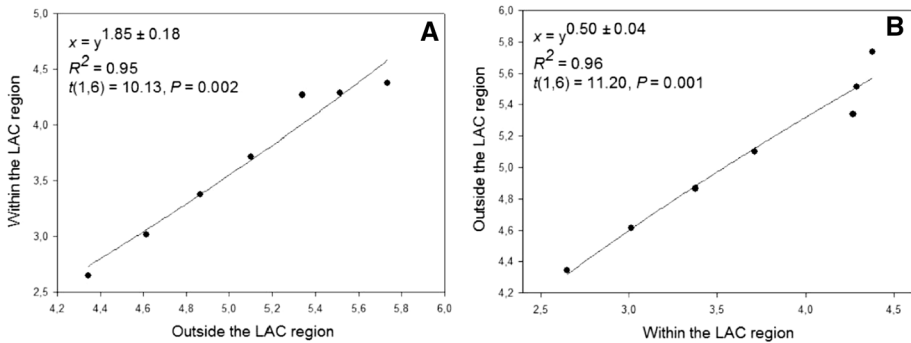 A
x = y1.85 ± 0.18
R2 = 0.95
t(1,6) = 10.13, P = 0.002
5,0
4,5
4,0
3,5
3,0
2,5
Within the LAC region
4,2 4,4 4,6 4,8 5,0 5,2 5,4 5,6 5,8 6,0
Outside the LAC region
B
x = y0.50 ± 0.04
R2 = 0.96
t(1,6) = 11.20, P = 0.001
6,0
5,8
5,6
5,4
5,2
5,0
4,8
4,6
4,4
4,2
Outside the LAC region
2,5 3,0 3,5 4,0 4,5
Within the LAC region